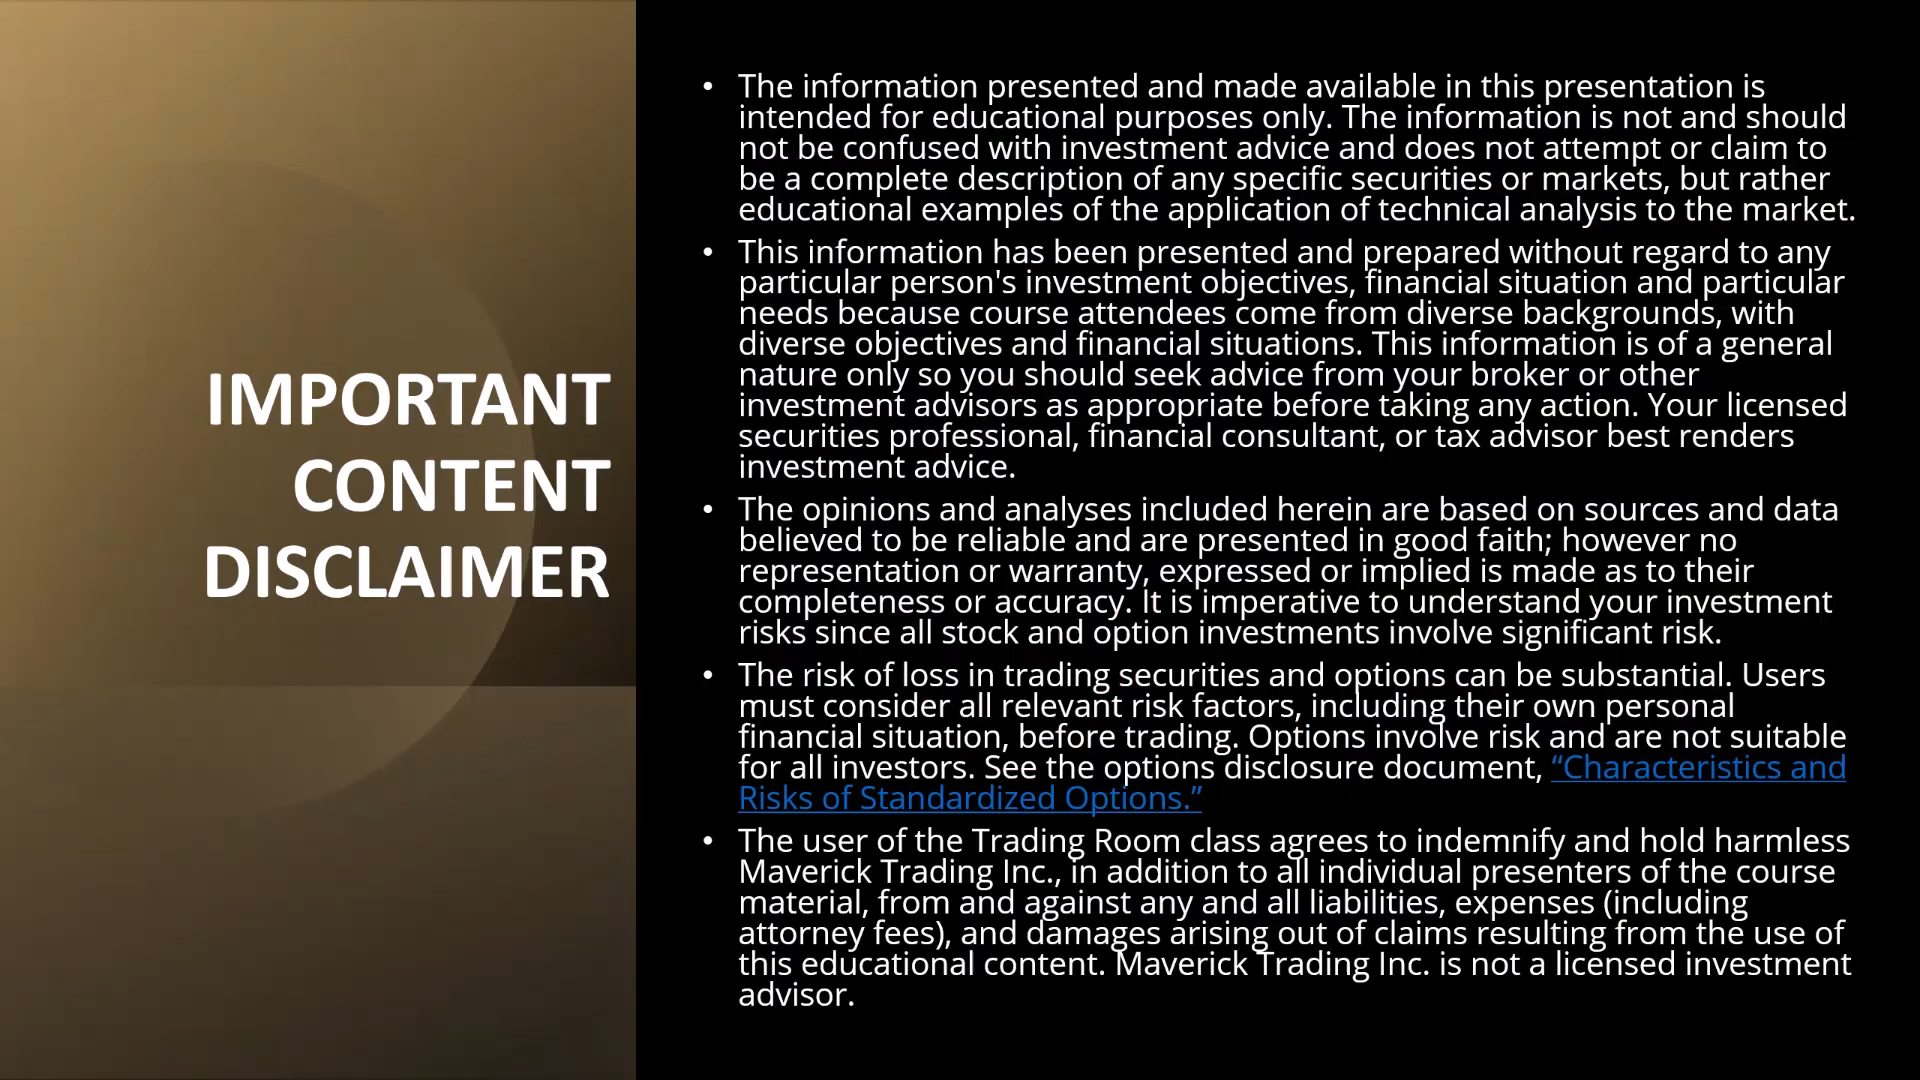 IMPORTANT
CONTENT
DISCLAIMER
• The information presented and made available in this presentation is
intended for educational purposes only. The information is not and should
not be confused with investment advice and does not attempt or claim to
be a complete description of any specific securities or markets, but rather
educational examples of the application of technical analysis to the market.
• This information has been presented and prepared without regard to any
particular person's investment objectives, financial situation and particular
needs because course attendees come from diverse backgrounds, with
diverse objectives and financial situations. This information is of a general
nature only so you should seek advice from your broker or other
investment advisors as appropriate before taking any action. Your licensed
securities professional, financial consultant, or tax advisor best renders
investment advice.
• The opinions and analyses included herein are based on sources and data
believed to be reliable and are presented in good faith; however no
representation or warranty, expressed or implied is made as to their
completeness or accuracy. It is imperative to understand your investment
risks since all stock and option investments involve significant risk.
• The risk of loss in trading securities and options can be substantial. Users
must consider all relevant risk factors, including their own personal
financial situation, before trading. Options involve risk and are not suitable
for all investors. See the options disclosure document, “Characteristics and
Risks of Standardized Options.”
• The user of the Trading Room class agrees to indemnify and hold harmless
Maverick Trading Inc., in addition to all individual presenters of the course
material, from and against any and all liabilities, expenses (including
attorney fees), and damages arising out of claims resulting from the use of
this educational content. Maverick Trading Inc. is not a licensed investment
advisor.